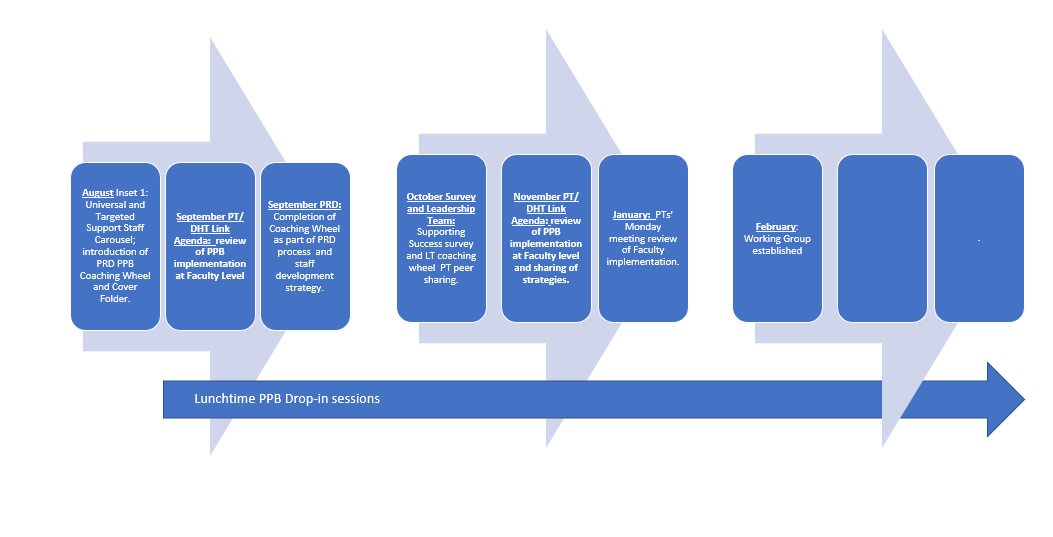 August Inset 1:
Universal and
Targeted
Support Staff
Carousel;
introduction of
PRD PPB
Coaching Wheel
and Cover
Folder.
September PT/
DHT Link
Agenda: review
of PPB
implementation
at Faculty Level
September PRD:
Completion of
Coaching Wheel
as part of PRD
process and
staff
development
strategy.
October Survey
and Leadership
Team:
Supporting
Success survey
and LT coaching
wheel PT peer
sharing.
November PT/
DHT Link
Agenda: review
of PPB
implementation
at Faculty level
and sharing of
strategies.
January: PTs'
Monday
meeting review
of Faculty
implementation.
February:
Working Group
established
.
Lunchtime PPB Drop-in sessions